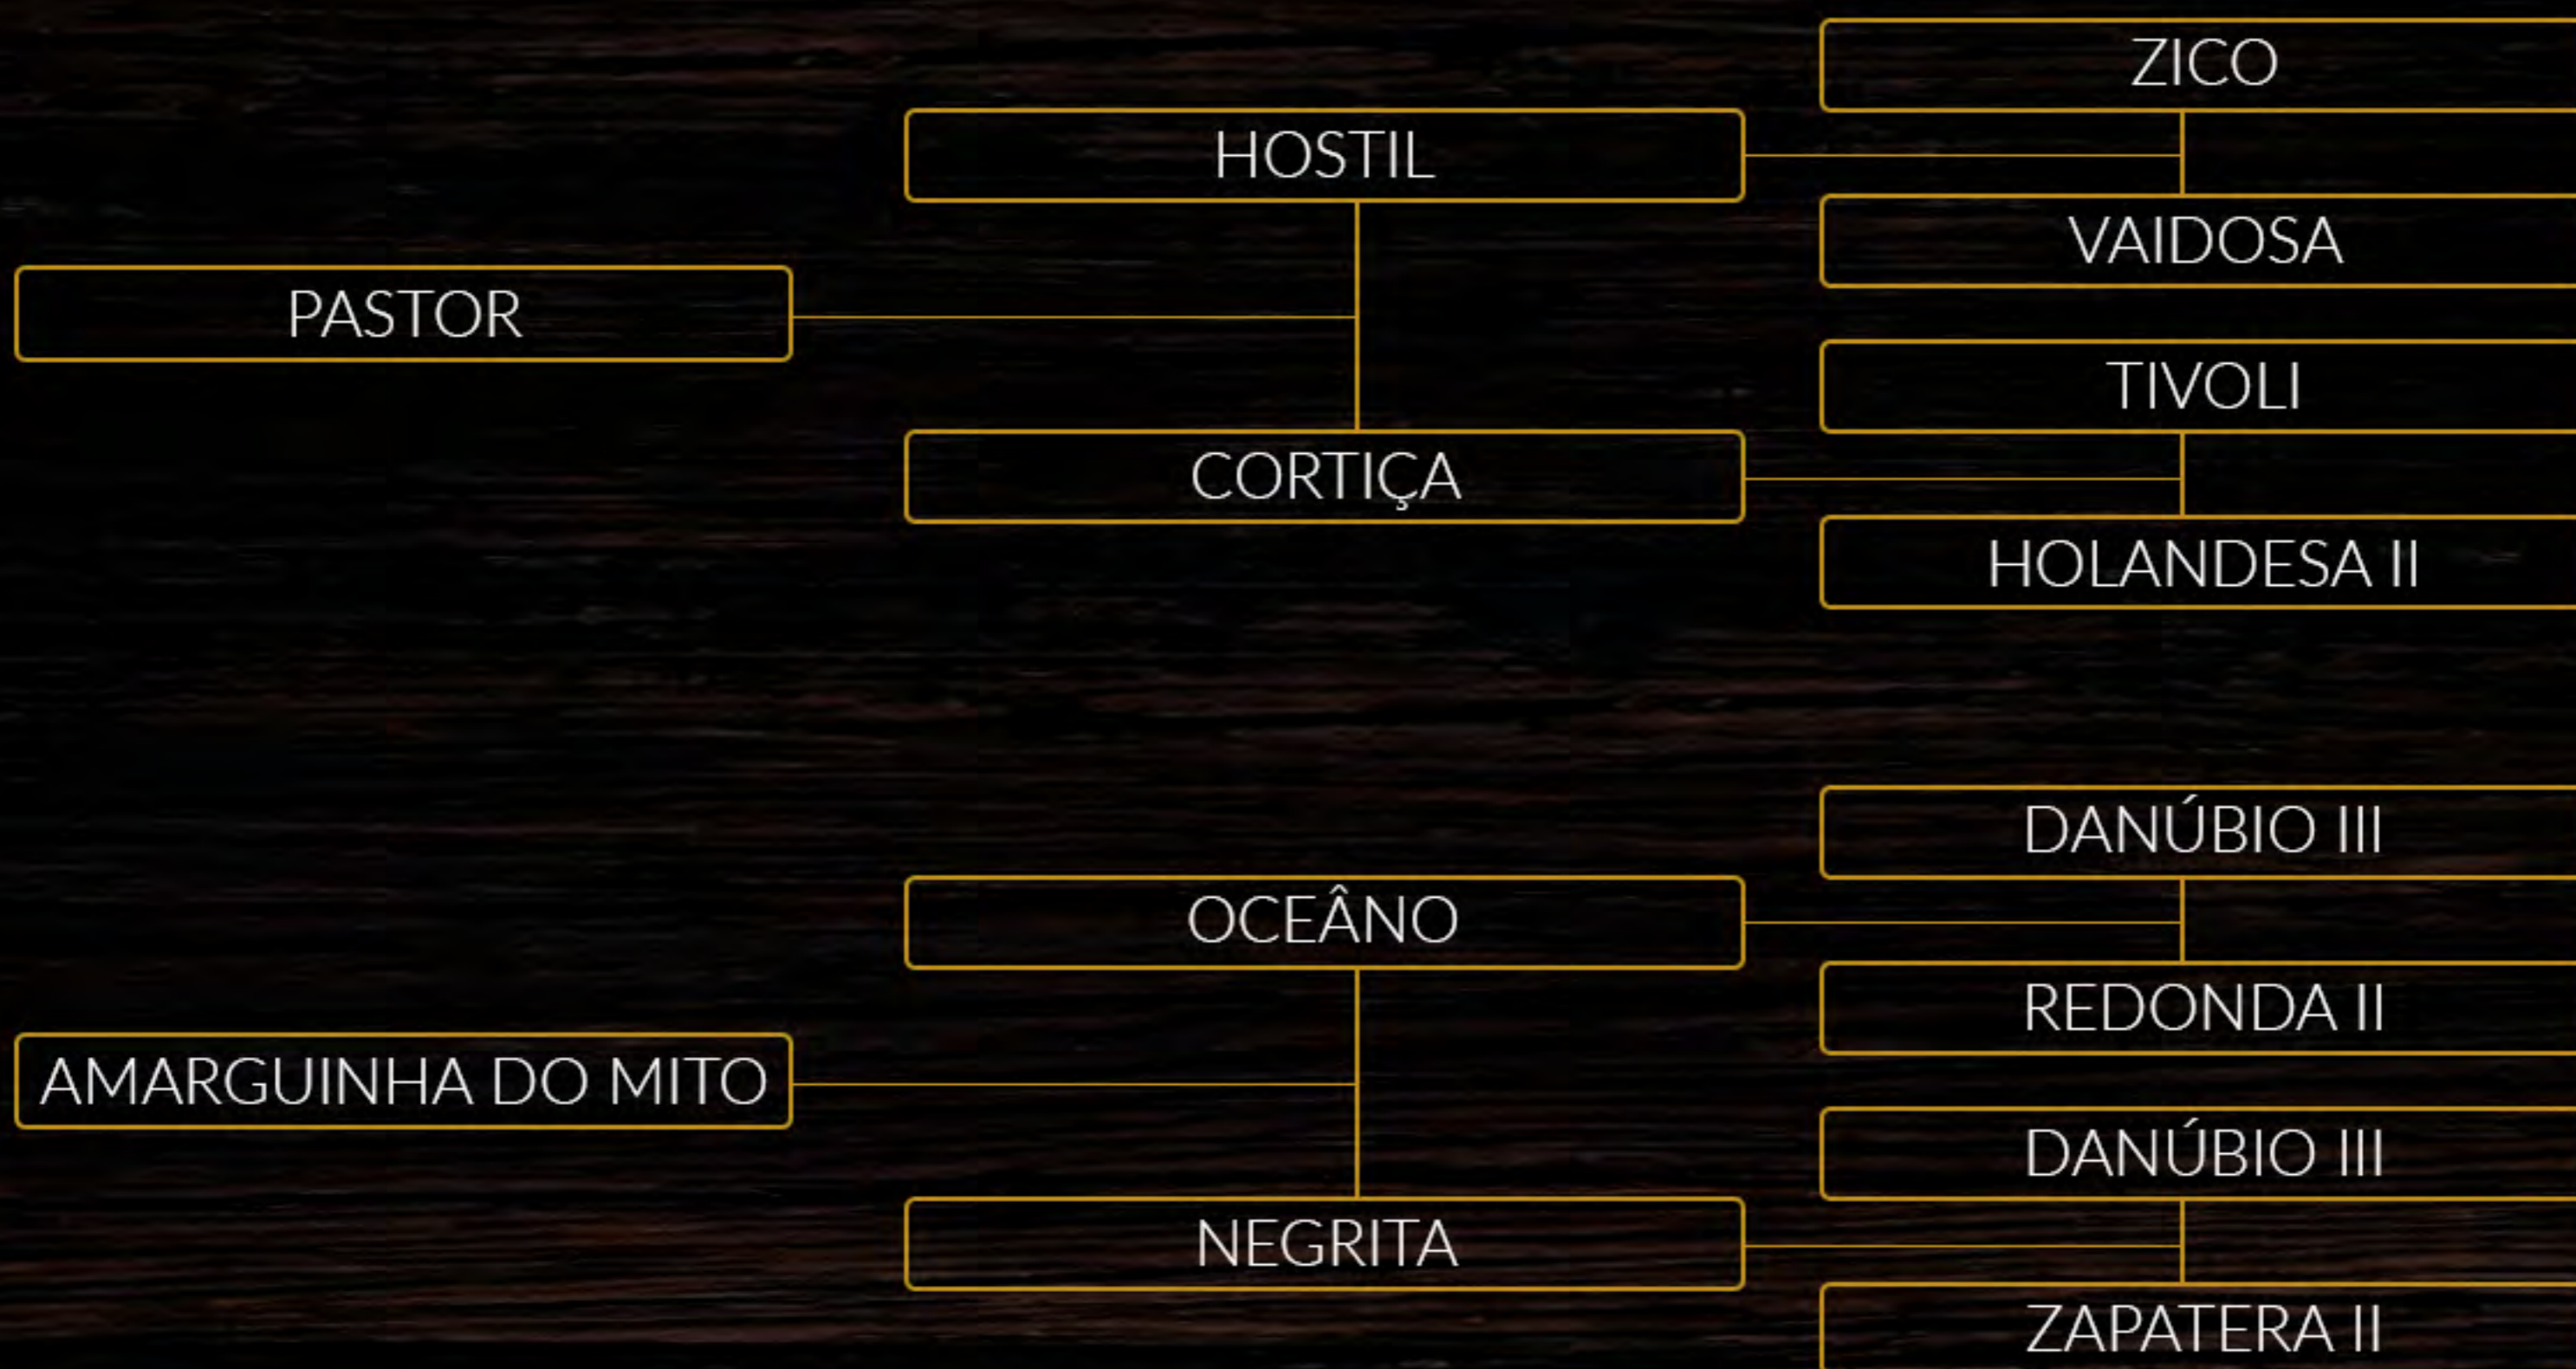 ZICO
HOSTIL
VAIDOSA
PASTOR
TIVOLI
CORTIÇA
HOLANDESA II
DANÚBIO III
OCEÂNO
REDONDA II
AMARGUINHA DO MITO
DANÚBIO III
NEGRITA
ZAPATERA II